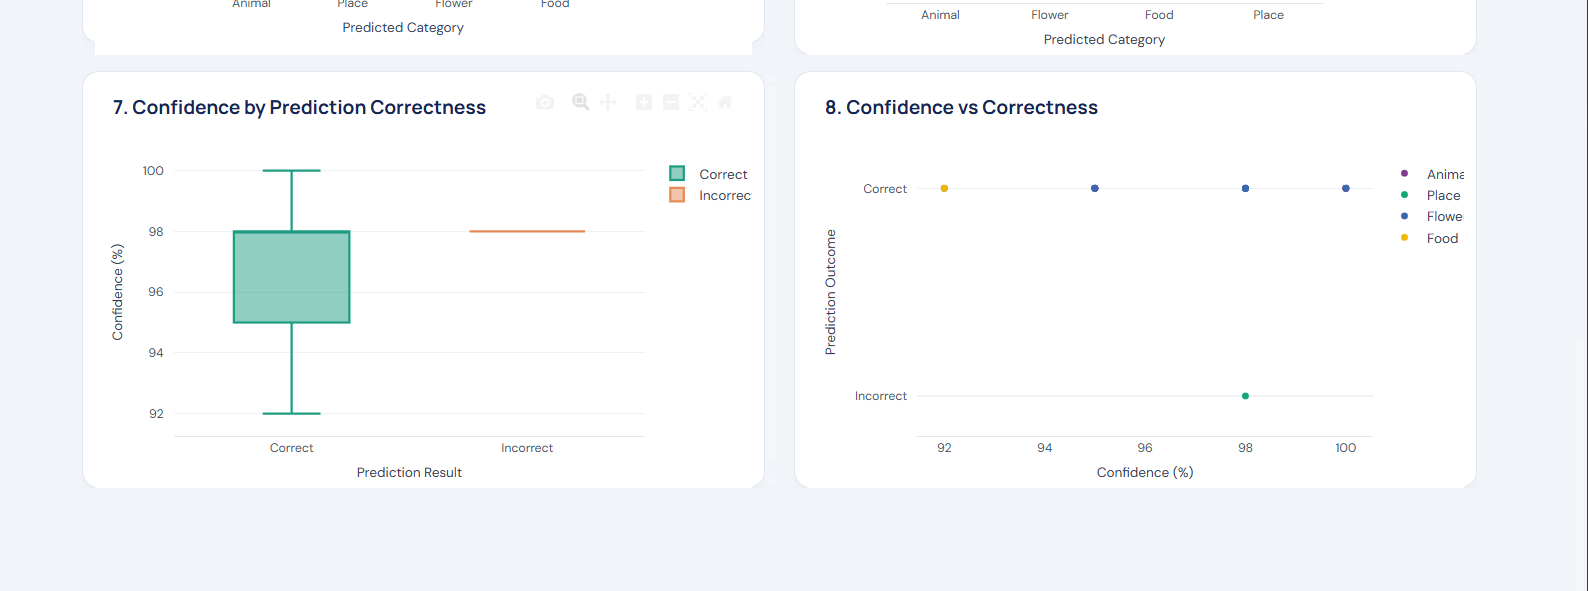 Animal Place Flower Food
Predicted Category
Animal Flower Food Place
Predicted Category
7. Confidence by Prediction Correctness
100
98
96
94
92
Confidence (%)
Correct Incorrect
Prediction Result
Correct
Incorrec
8. Confidence vs Correctness
Correct
Incorrect
Prediction Outcome
92 94 96 98 100
Confidence (%)
Anima
Place
Flowe
Food